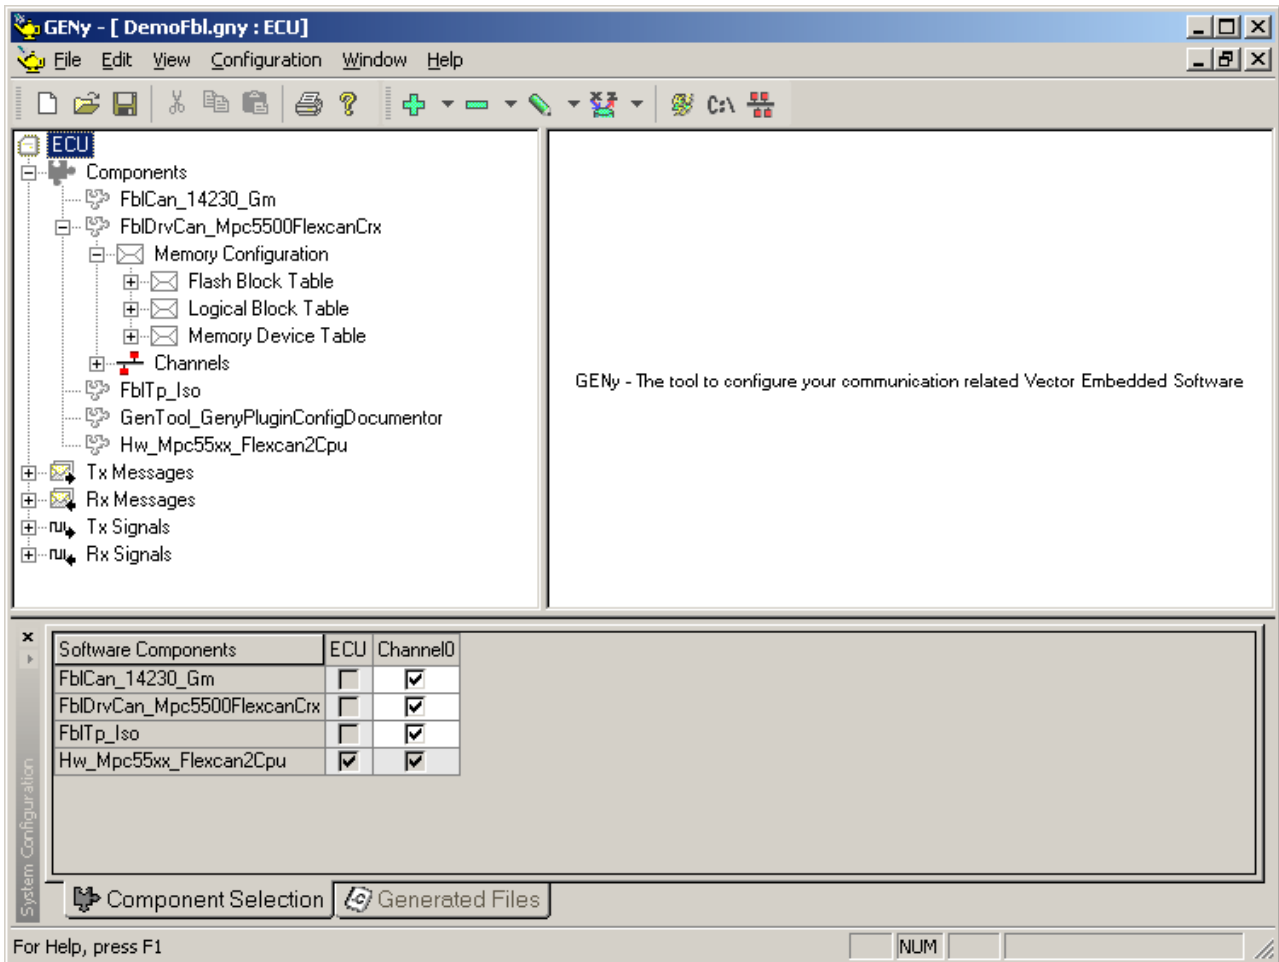 GENy - [ DemoFbl.gny : ECU]
File Edit View Configuration Window Help
C:\
ECU
Components
FblCan_14230_Gm
FblDrvCan_Mpc5500FlexcanCrx
Memory Configuration
Flash Block Table
Logical Block Table
Memory Device Table
Channels
FblTp_Iso
GenTool_GenyPluginConfigDocumentor
Hw_Mpc55xx_Flexcan2Cpu
Tx Messages
Rx Messages
Tx Signals
Rx Signals
GENy - The tool to configure your communication related Vector Embedded Software
Software Components ECU Channel0
FblCan_14230_Gm
FblDrvCan_Mpc5500FlexcanCrx
FblTp_Iso
Hw_Mpc55xx_Flexcan2Cpu
System Configuration
Component Selection Generated Files
For Help, press F1 NUM